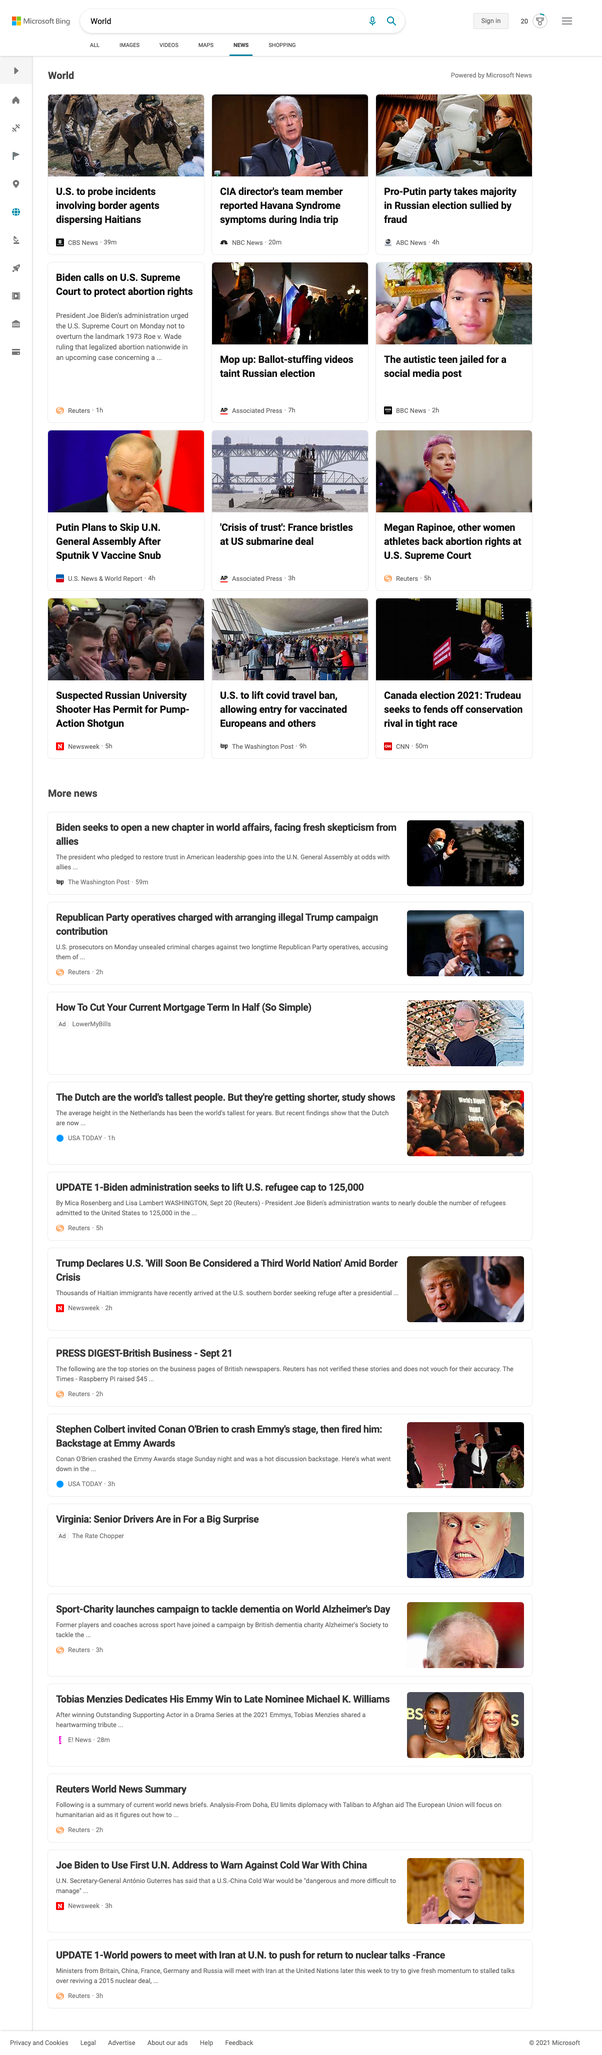 Microsoft Bing
World
Sign in
20
ALL
IMAGES
VIDEOS
MAPS
NEWS
SHOPPING
World
Powered by Microsoft News
U.S. to probe incidents
involving border agents
dispersing Haitians
CBS News · 39m
CIA director's team member
reported Havana Syndrome
symptoms during India trip
NBC News · 20m
Pro-Putin party takes majority
in Russian election sullied by
fraud
ABC News · 4h
Biden calls on U.S. Supreme
Court to protect abortion rights
President Joe Biden's administration urged
the U.S. Supreme Court on Monday not to
overturn the landmark 1973 Roe v. Wade
ruling that legalized abortion nationwide in
an upcoming case concerning a ...
Reuters · 1h
Mop up: Ballot-stuffing videos
taint Russian election
AP Associated Press · 7h
The autistic teen jailed for a
social media post
BBC News · 2h
Putin Plans to Skip U.N.
General Assembly After
Sputnik V Vaccine Snub
U.S. News & World Report · 4h
'Crisis of trust': France bristles
at US submarine deal
AP Associated Press · 3h
Megan Rapinoe, other women
athletes back abortion rights at
U.S. Supreme Court
Reuters · 5h
Suspected Russian University
Shooter Has Permit for Pump-
Action Shotgun
N Newsweek · 5h
U.S. to lift covid travel ban,
allowing entry for vaccinated
Europeans and others
wp The Washington Post · 9h
Canada election 2021: Trudeau
seeks to fends off conservation
rival in tight race
CNN CNN · 50m
More news
Biden seeks to open a new chapter in world affairs, facing fresh skepticism from
allies
The president who pledged to restore trust in American leadership goes into the U.N. General Assembly at odds with
allies ...
wp The Washington Post · 59m
Republican Party operatives charged with arranging illegal Trump campaign
contribution
U.S. prosecutors on Monday unsealed criminal charges against two longtime Republican Party operatives, accusing
them of ...
Reuters · 2h
How To Cut Your Current Mortgage Term In Half (So Simple)
Ad LowerMyBills
The Dutch are the world's tallest people. But they're getting shorter, study shows
The average height in the Netherlands has been the world's tallest for years. But recent findings show that the Dutch
are now ...
USA TODAY · 1h
World's Biggest
UPDATE 1-Biden administration seeks to lift U.S. refugee cap to 125,000
By Mica Rosenberg and Lisa Lambert WASHINGTON, Sept 20 (Reuters) - President Joe Biden's administration wants to nearly double the number of refugees
admitted to the United States to 125,000 in the ...
Reuters · 5h
Trump Declares U.S. 'Will Soon Be Considered a Third World Nation' Amid Border
Crisis
Thousands of Haitian immigrants have recently arrived at the U.S. southern border seeking refuge after a presidential ...
N Newsweek · 2h
PRESS DIGEST-British Business - Sept 21
The following are the top stories on the business pages of British newspapers. Reuters has not verified these stories and does not vouch for their accuracy. The
Times - Raspberry Pi raised $45 ...
Reuters · 2h
Stephen Colbert invited Conan O'Brien to crash Emmy's stage, then fired him:
Backstage at Emmy Awards
Conan O'Brien crashed the Emmy Awards stage Sunday night and was a hot discussion backstage. Here's what went
down in the ...
USA TODAY · 3h
Virginia: Senior Drivers Are in For a Big Surprise
Ad The Rate Chopper
Sport-Charity launches campaign to tackle dementia on World Alzheimer's Day
Former players and coaches across sport have joined a campaign by British dementia charity Alzheimer's Society to
tackle the ...
Reuters · 3h
Tobias Menzies Dedicates His Emmy Win to Late Nominee Michael K. Williams
After winning Outstanding Supporting Actor in a Drama Series at the 2021 Emmys, Tobias Menzies shared a
heartwarming tribute ...
E! News · 28m
BS
S
Reuters World News Summary
Following is a summary of current world news briefs. Analysis-From Doha, EU limits diplomacy with Taliban to Afghan aid The European Union will focus on
humanitarian aid as it figures out how to ...
Reuters · 2h
Joe Biden to Use First U.N. Address to Warn Against Cold War With China
U.N. Secretary-General António Guterres has said that a U.S.-China Cold War would be "dangerous and more difficult to
manage" ...
N Newsweek · 3h
UPDATE 1-World powers to meet with Iran at U.N. to push for return to nuclear talks -France
Ministers from Britain, China, France, Germany and Russia will meet with Iran at the United Nations later this week to try to give fresh momentum to stalled talks
over reviving a 2015 nuclear deal, ...
Reuters · 3h
Privacy and Cookies
Legal
Advertise
About our ads
Help
Feedback
© 2021 Microsoft